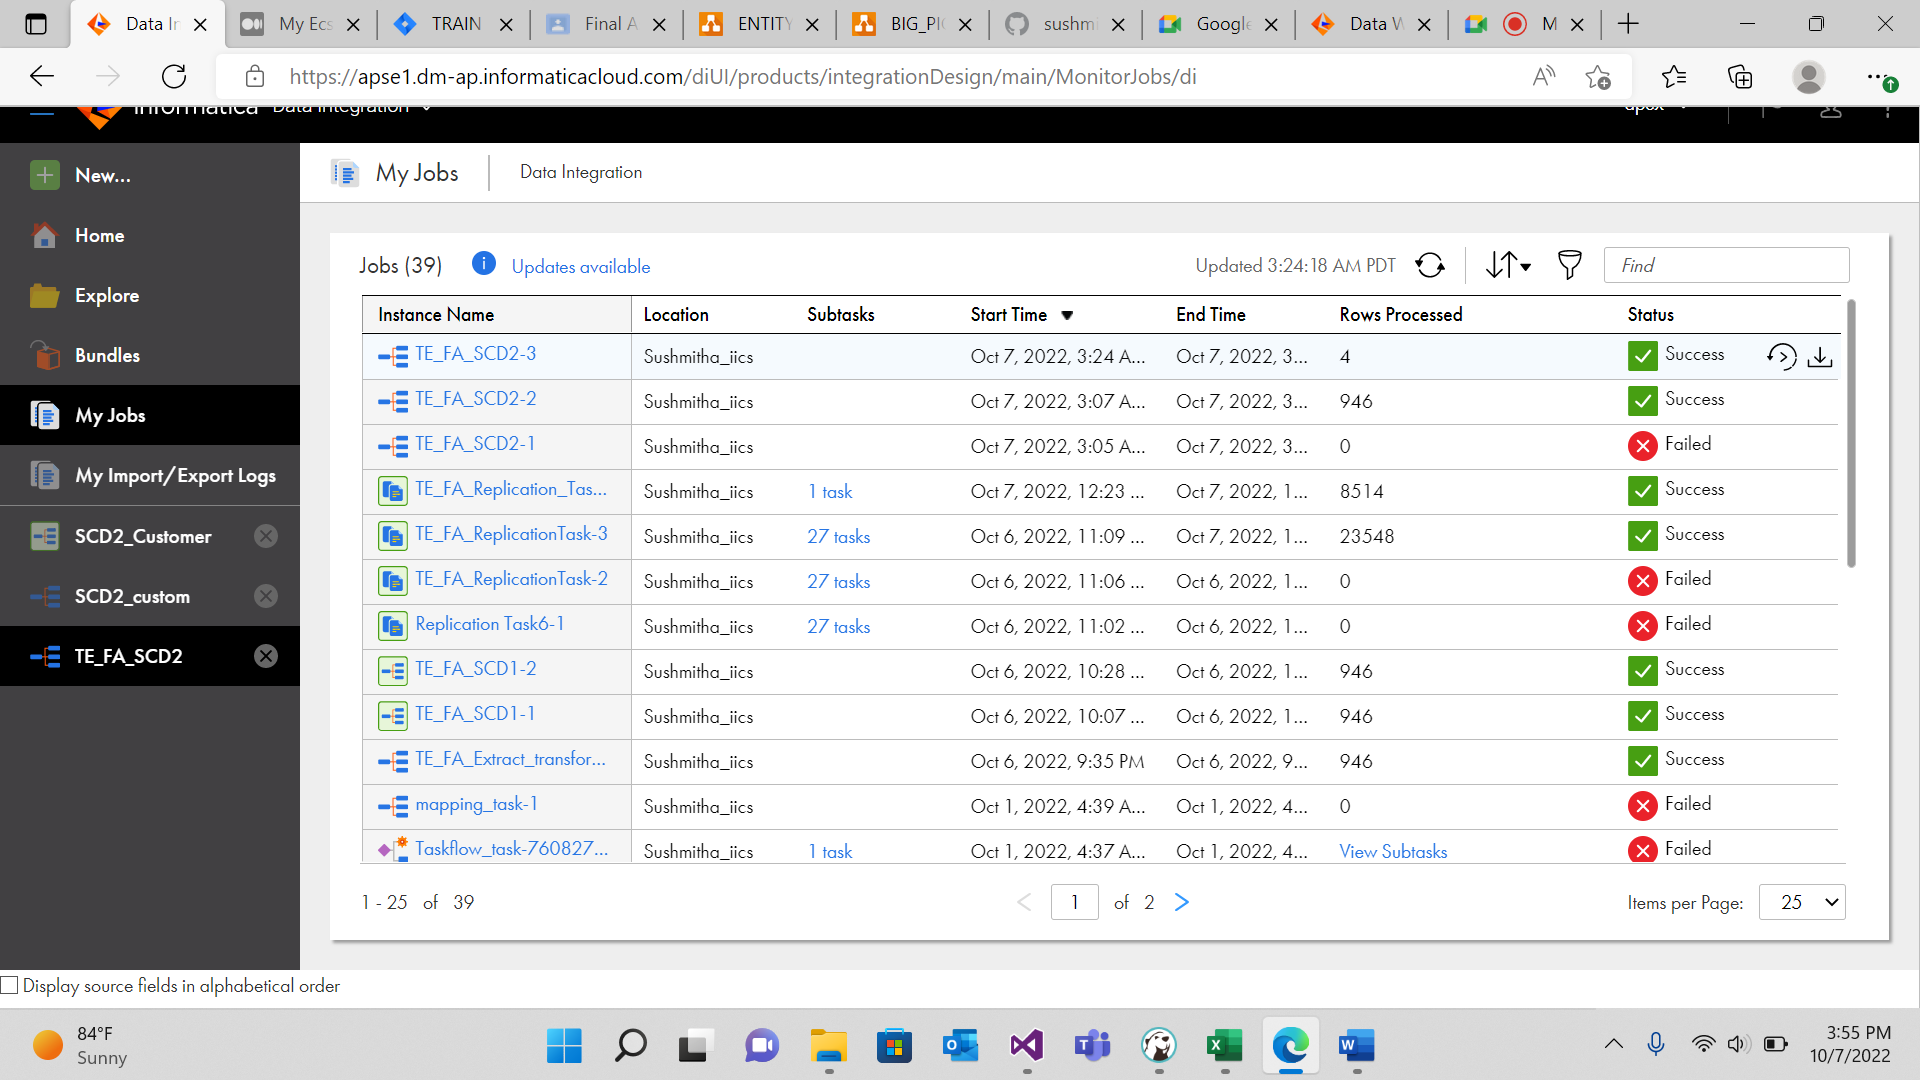 Data In
My Ecs
TRAIN
Final A
ENTITY
BIG_PIC
sushmi
Google
Data W
M
https://apse1.dm-ap.informaticacloud.com/diUI/products/integrationDesign/main/MonitorJobs/di
Informatica Data Integration
apex
New...
Home
Explore
Bundles
My Jobs
My Import/Export Logs
SCD2_Customer
SCD2_custom
TE_FA_SCD2
My Jobs Data Integration
Jobs (39) Updates available Updated 3:24:18 AM PDT Find
Instance Name Location Subtasks Start Time End Time Rows Processed Status
TE_FA_SCD2-3 Sushmitha_iics Oct 7, 2022, 3:24 A... Oct 7, 2022, 3... 4 Success
TE_FA_SCD2-2 Sushmitha_iics Oct 7, 2022, 3:07 A... Oct 7, 2022, 3... 946 Success
TE_FA_SCD2-1 Sushmitha_iics Oct 7, 2022, 3:05 A... Oct 7, 2022, 3... 0 Failed
TE_FA_Replication_Tas... Sushmitha_iics 1 task Oct 7, 2022, 12:23 ... Oct 7, 2022, 1... 8514 Success
TE_FA_ReplicationTask-3 Sushmitha_iics 27 tasks Oct 6, 2022, 11:09 ... Oct 7, 2022, 1... 23548 Success
TE_FA_ReplicationTask-2 Sushmitha_iics 27 tasks Oct 6, 2022, 11:06 ... Oct 6, 2022, 1... 0 Failed
Replication Task6-1 Sushmitha_iics 27 tasks Oct 6, 2022, 11:02 ... Oct 6, 2022, 1... 0 Failed
TE_FA_SCD1-2 Sushmitha_iics Oct 6, 2022, 10:28 ... Oct 6, 2022, 1... 946 Success
TE_FA_SCD1-1 Sushmitha_iics Oct 6, 2022, 10:07 ... Oct 6, 2022, 1... 946 Success
TE_FA_Extract_transfor... Sushmitha_iics Oct 6, 2022, 9:35 PM Oct 6, 2022, 9... 946 Success
mapping_task-1 Sushmitha_iics Oct 1, 2022, 4:39 A... Oct 1, 2022, 4... 0 Failed
Taskflow_task-760827... Sushmitha_iics 1 task Oct 1, 2022, 4:37 A... Oct 1, 2022, 4... View Subtasks Failed
1 - 25 of 39 1 of 2 Items per Page: 25
Display source fields in alphabetical order
84°F
Sunny
3:55 PM
10/7/2022